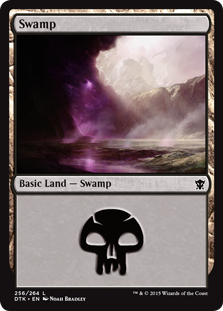 Swamp
Basic Land — Swamp
256/264 L
DTK • EN Noah Bradley
™ & © 2015 Wizards of the Coast